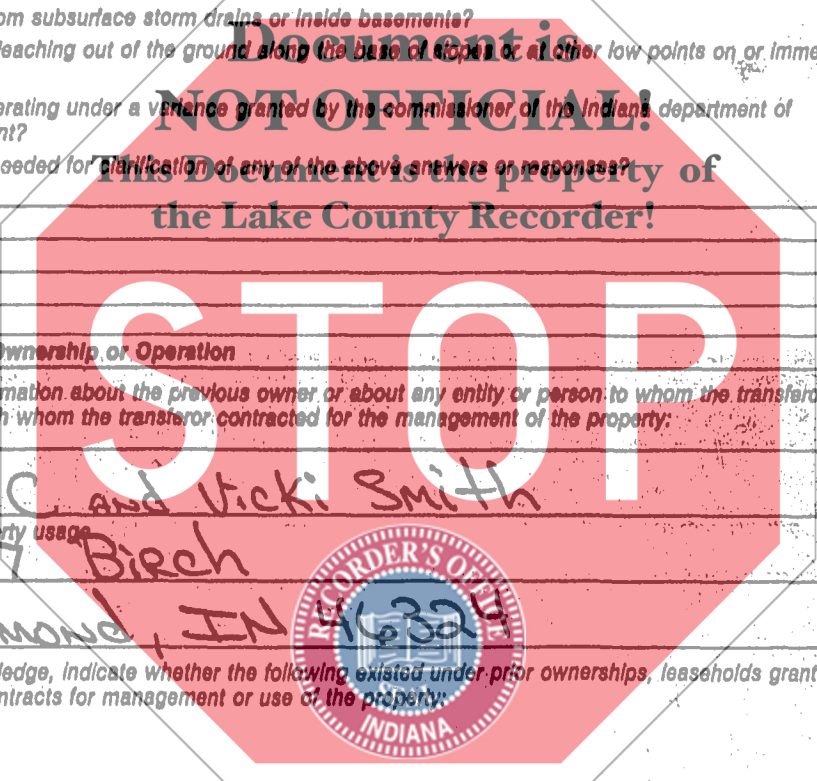 om subsurface storm drains or inside basements?
Document is
leaching out of the ground along the base of slopes or at other low points on or imme
NOT OFFICIAL!
erating under a variance granted by the commissioner of the Indiana department of
nt?
This Document is the property of
eeded for clarification of any of the above answers or responses?
the Lake County Recorder!
STOP
Ownership or Operation
mation about the previous owner or about any entity or person to whom the transfero
h whom the transferor contracted for the management of the property:
C. and Vicki Smith
rty usage
7 Birch
mond, IN 46324
RECORDER'S OFFICE
ledge, indicate whether the following existed under prior ownerships, leaseholds grant
ntracts for management or use of the property:
INDIANA